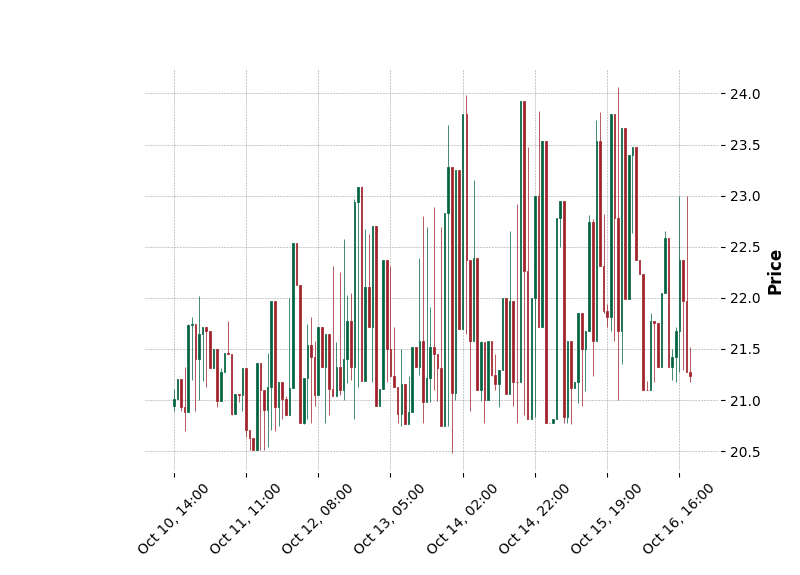 24.0
23.5
23.0
22.5
22.0
21.5
21.0
20.5
Price
Oct 10, 14:00
Oct 11, 11:00
Oct 12, 08:00
Oct 13, 05:00
Oct 14, 02:00
Oct 14, 22:00
Oct 15, 19:00
Oct 16, 16:00